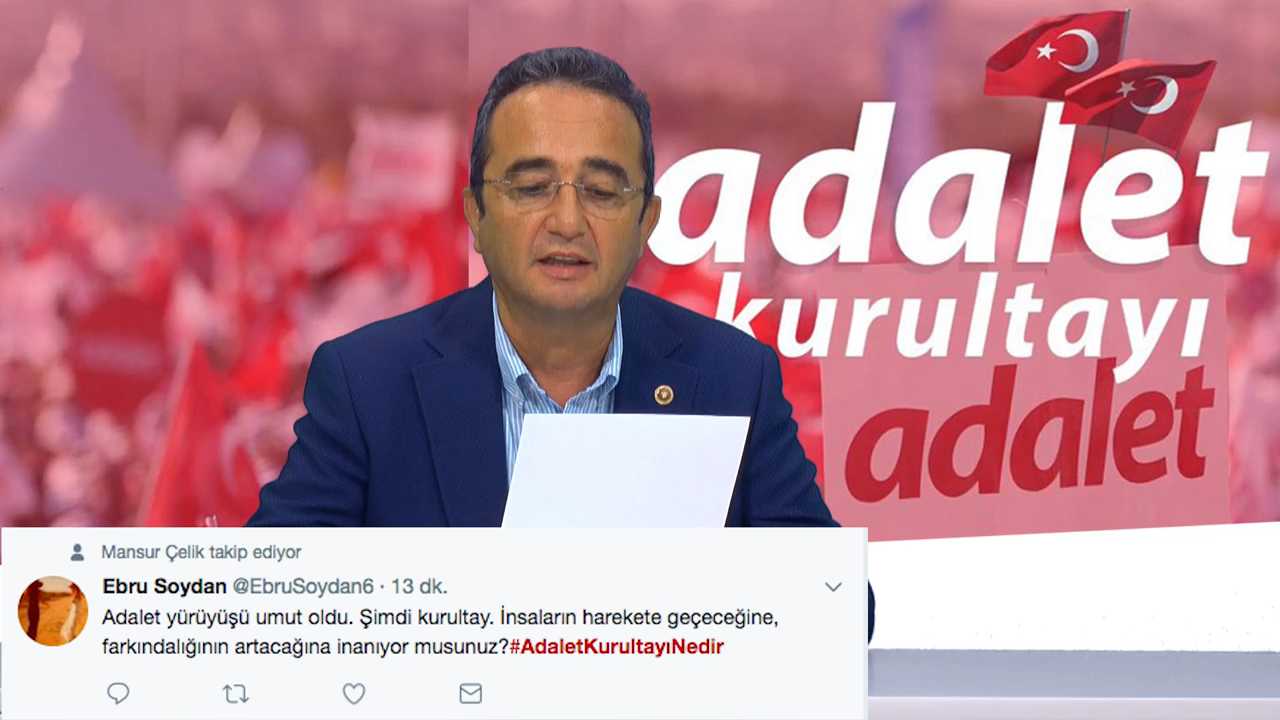 adalet
kurultayı
adalet
Mansur Çelik takip ediyor
Ebru Soydan @EbruSoydan6 · 13 dk.
Adalet yürüyüşü umut oldu. Şimdi kurultay. İnsaların harekete geçeceğine,
farkındalığının artacağına inanıyor musunuz?#AdaletKurultayıNedir